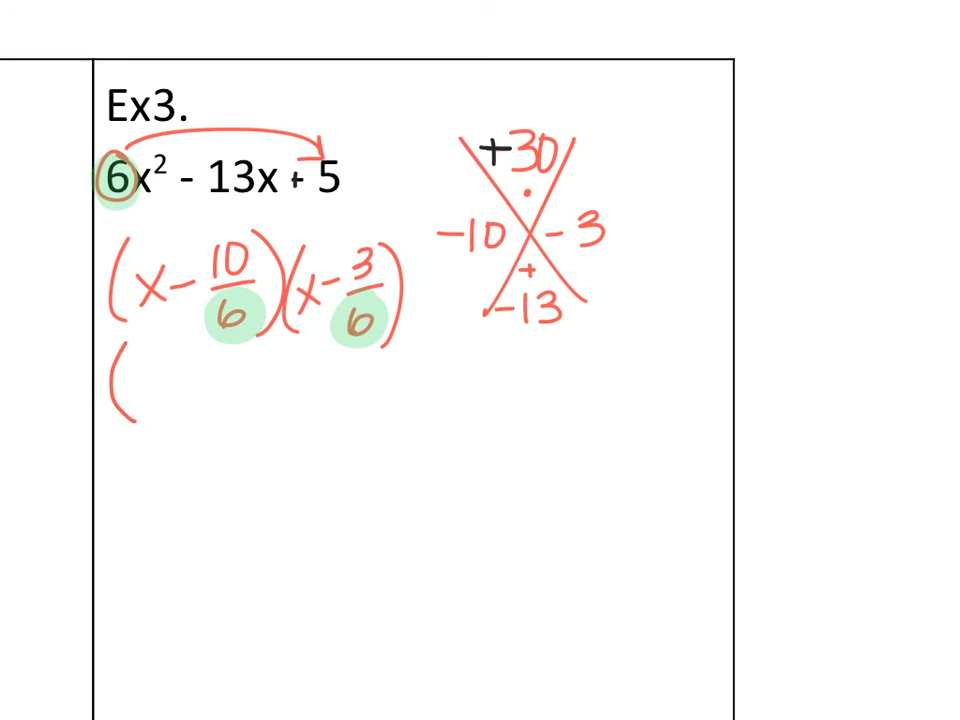 Ex3.
6x² - 13x + 5
+30
·
-10 -3
+
-13
(x - 10/6)(x - 3/6)
(